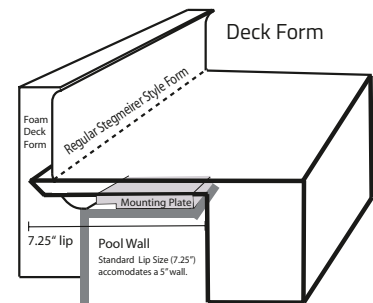 Deck Form
Regular Stegmeirer Style Form
Foam
Deck
Form
Mounting Plate
7.25" lip
Pool Wall
Standard Lip Size (7.25")
accomodates a 5" wall.